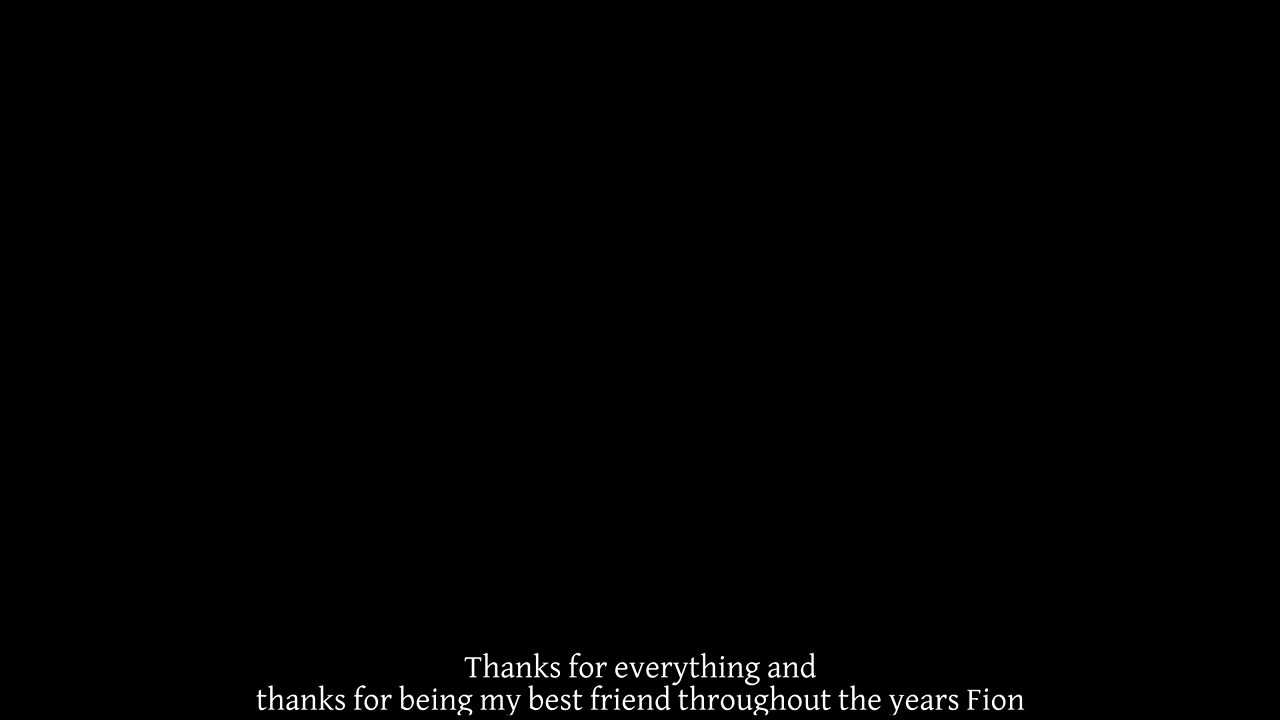 Thanks for everything and
thanks for being my best friend throughout the years Fion